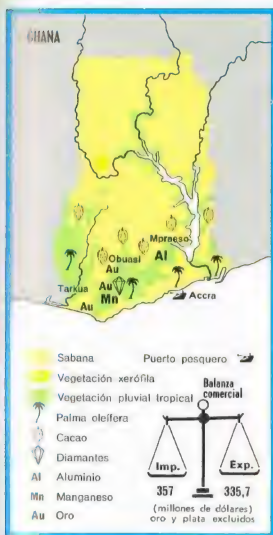 GHANA
Mpraeso
Obuasi
Au
Al
Tarkua
Au
Mn
Accra
Au
Sabana
Puerto pesquero
Vegetación xerófila
Balanza
comercial
Vegetación pluvial tropical
Palma oleífera
Cacao
Diamantes
Al Aluminio
Mn Manganeso
Au Oro
Imp. Exp.
357 335,7
(millones de dólares)
oro y plata excluidos